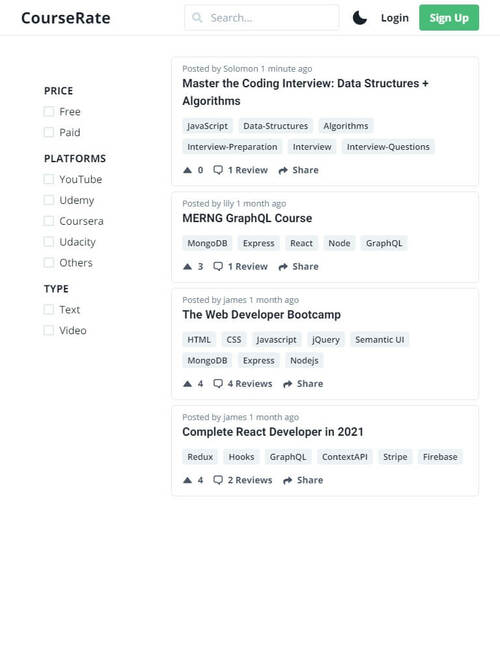 CourseRate
Search...
Login
Sign Up
PRICE
Free
Paid
PLATFORMS
YouTube
Udemy
Coursera
Udacity
Others
TYPE
Text
Video
Posted by Solomon 1 minute ago
Master the Coding Interview: Data Structures +
Algorithms
JavaScript Data-Structures Algorithms
Interview-Preparation Interview Interview-Questions
0 1 Review Share
Posted by lily 1 month ago
MERNG GraphQL Course
MongoDB Express React Node GraphQL
3 1 Review Share
Posted by james 1 month ago
The Web Developer Bootcamp
HTML CSS Javascript jQuery Semantic UI
MongoDB Express Nodejs
4 4 Reviews Share
Posted by james 1 month ago
Complete React Developer in 2021
Redux Hooks GraphQL ContextAPI Stripe Firebase
4 2 Reviews Share